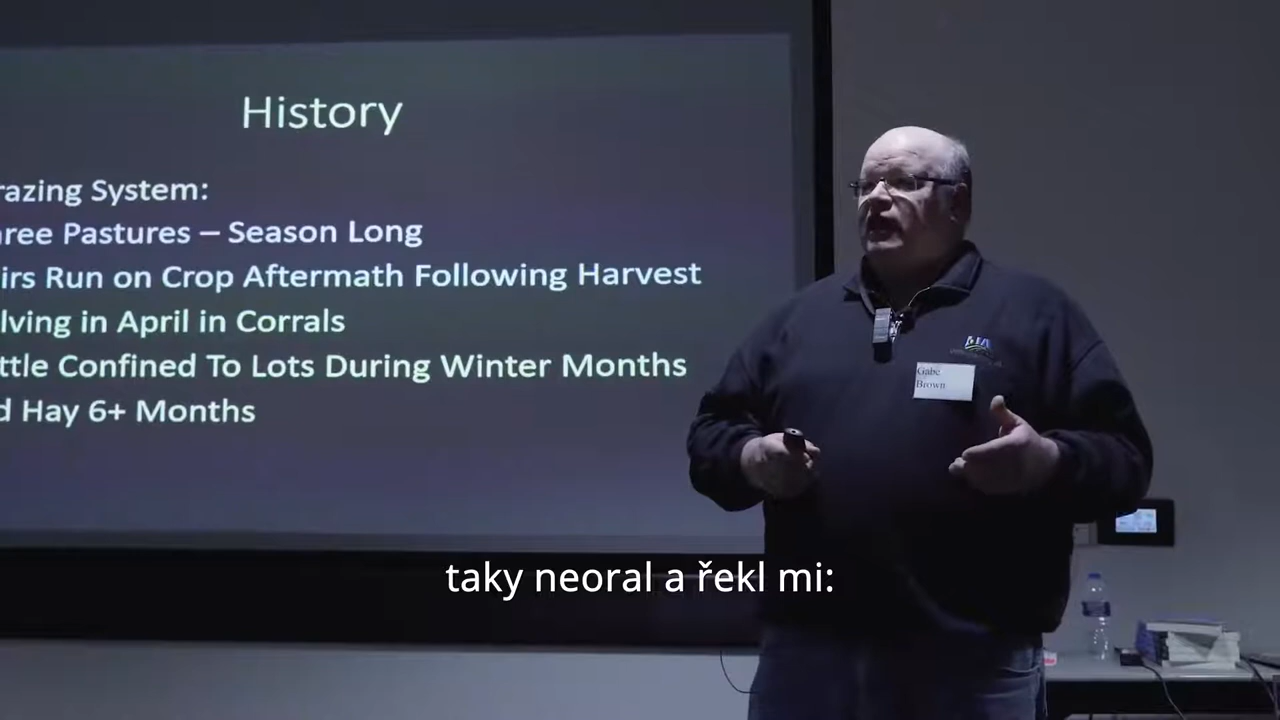 History
razing System:
ree Pastures – Season Long
irs Run on Crop Aftermath Following Harvest
lving in April in Corrals
ttle Confined To Lots During Winter Months
d Hay 6+ Months
Gabe
Brown
taky neoral a řekl mi: